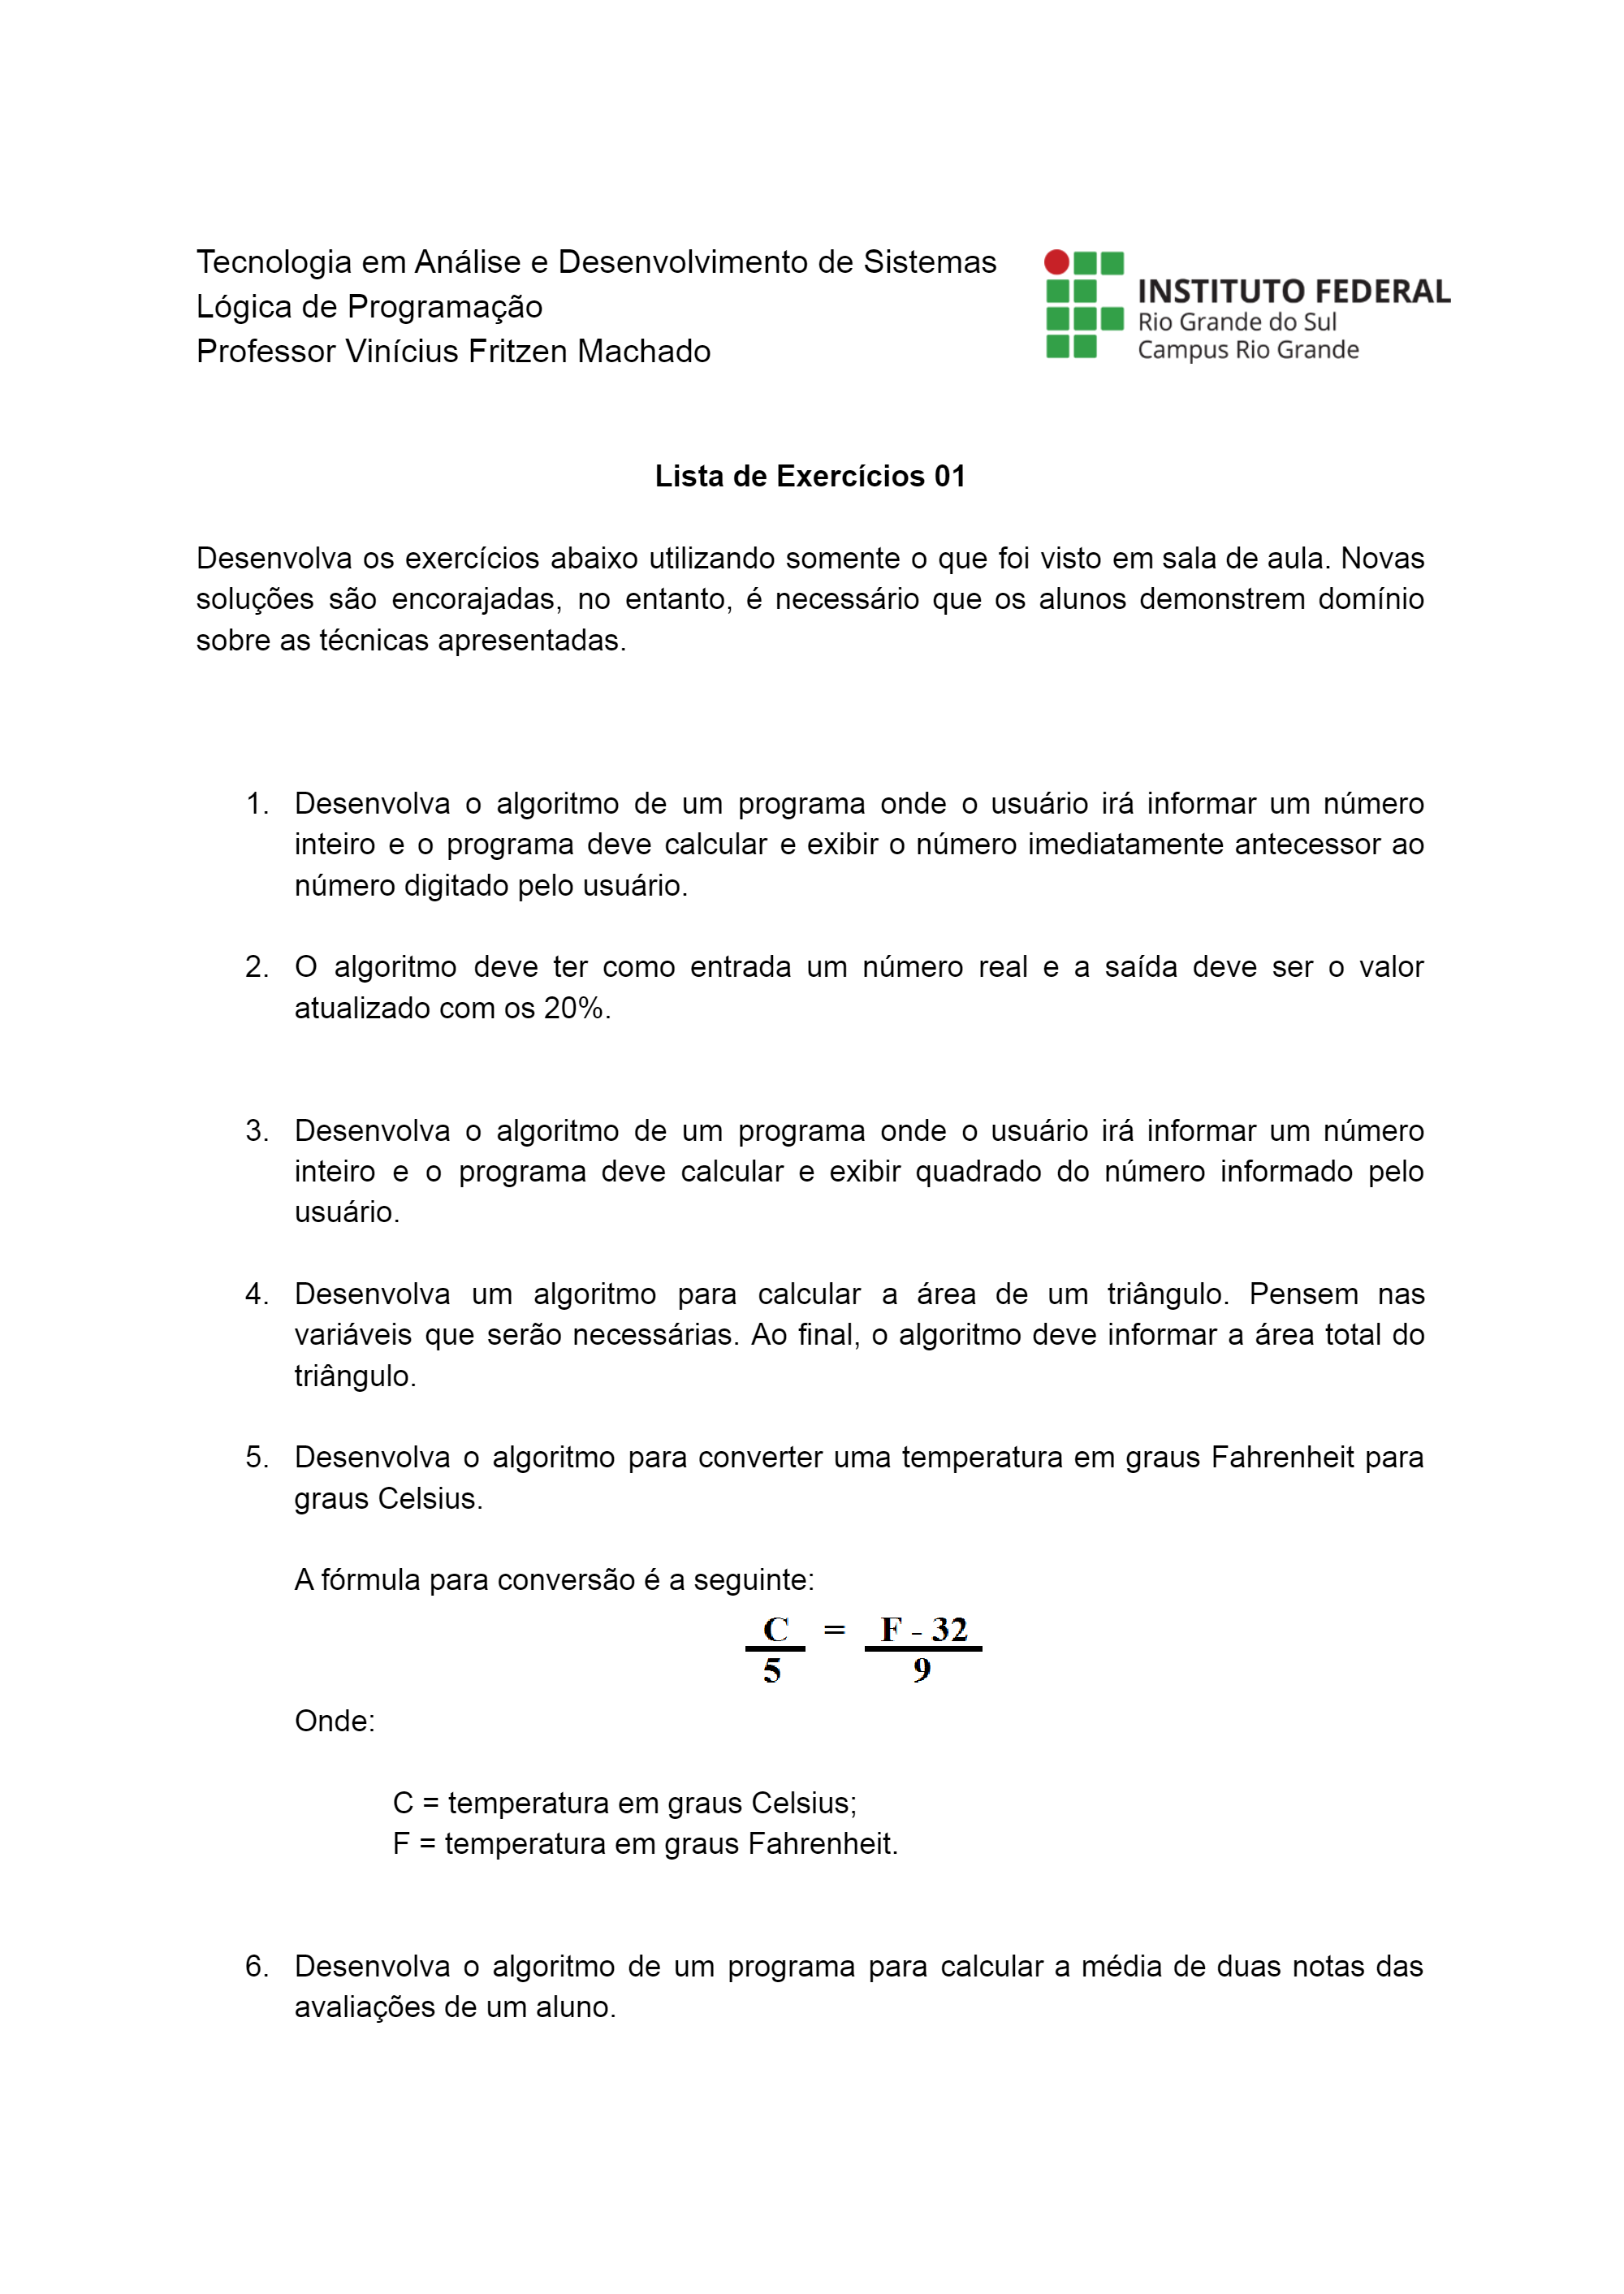 Tecnologia em Análise e Desenvolvimento de Sistemas
Lógica de Programação
Professor Vinícius Fritzen Machado
INSTITUTO FEDERAL
Rio Grande do Sul
Campus Rio Grande
Lista de Exercícios 01
Desenvolva os exercícios abaixo utilizando somente o que foi visto em sala de aula. Novas
soluções são encorajadas, no entanto, é necessário que os alunos demonstrem domínio
sobre as técnicas apresentadas.
1. Desenvolva o algoritmo de um programa onde o usuário irá informar um número
inteiro e o programa deve calcular e exibir o número imediatamente antecessor ao
número digitado pelo usuário.
2. O algoritmo deve ter como entrada um número real e a saída deve ser o valor
atualizado com os 20%.
3. Desenvolva o algoritmo de um programa onde o usuário irá informar um número
inteiro e o programa deve calcular e exibir quadrado do número informado pelo
usuário.
4. Desenvolva um algoritmo para calcular a área de um triângulo. Pensem nas
variáveis que serão necessárias. Ao final, o algoritmo deve informar a área total do
triângulo.
5. Desenvolva o algoritmo para converter uma temperatura em graus Fahrenheit para
graus Celsius.
A fórmula para conversão é a seguinte:
C = F - 32
5 9
Onde:
C = temperatura em graus Celsius;
F = temperatura em graus Fahrenheit.
6. Desenvolva o algoritmo de um programa para calcular a média de duas notas das
avaliações de um aluno.